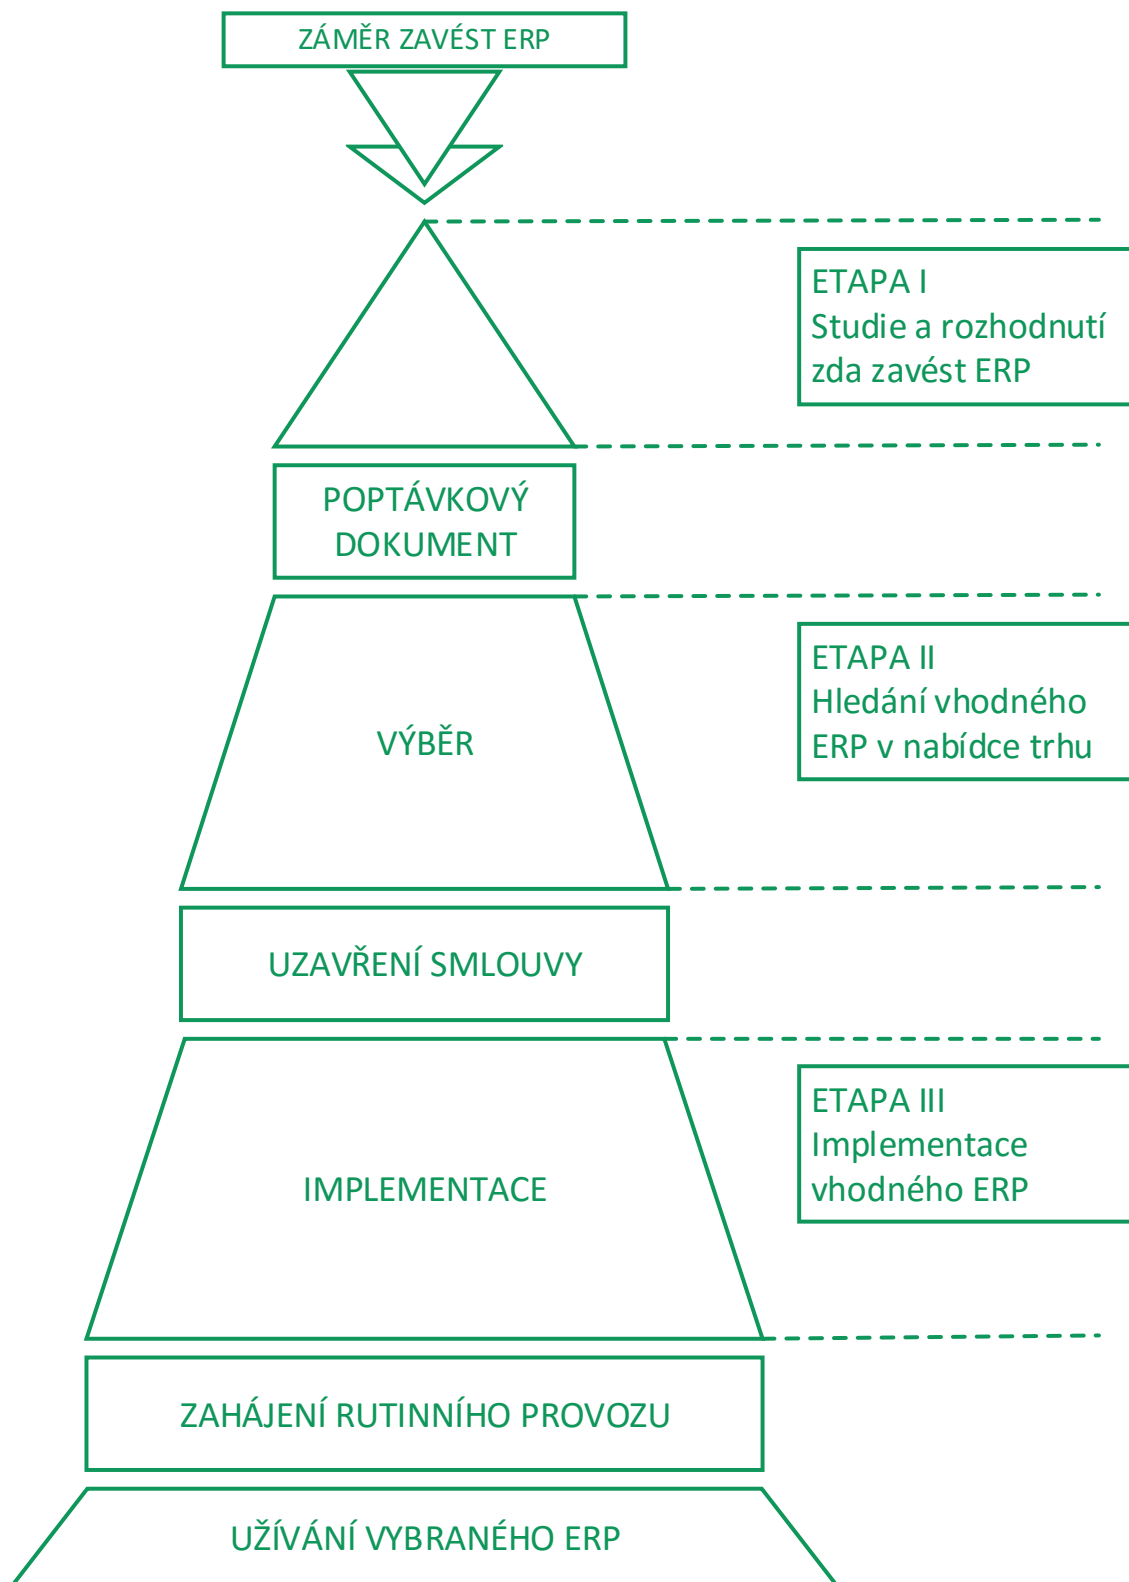 ZÁMĚR ZAVÉST ERP
ETAPA I
Studie a rozhodnutí
zda zavést ERP
POPTÁVKOVÝ
DOKUMENT
ETAPA II
Hledání vhodného
ERP v nabídce trhu
VÝBĚR
UZAVŘENÍ SMLOUVY
ETAPA III
Implementace
vhodného ERP
IMPLEMENTACE
ZAHÁJENÍ RUTINNÍHO PROVOZU
UŽÍVÁNÍ VYBRANÉHO ERP